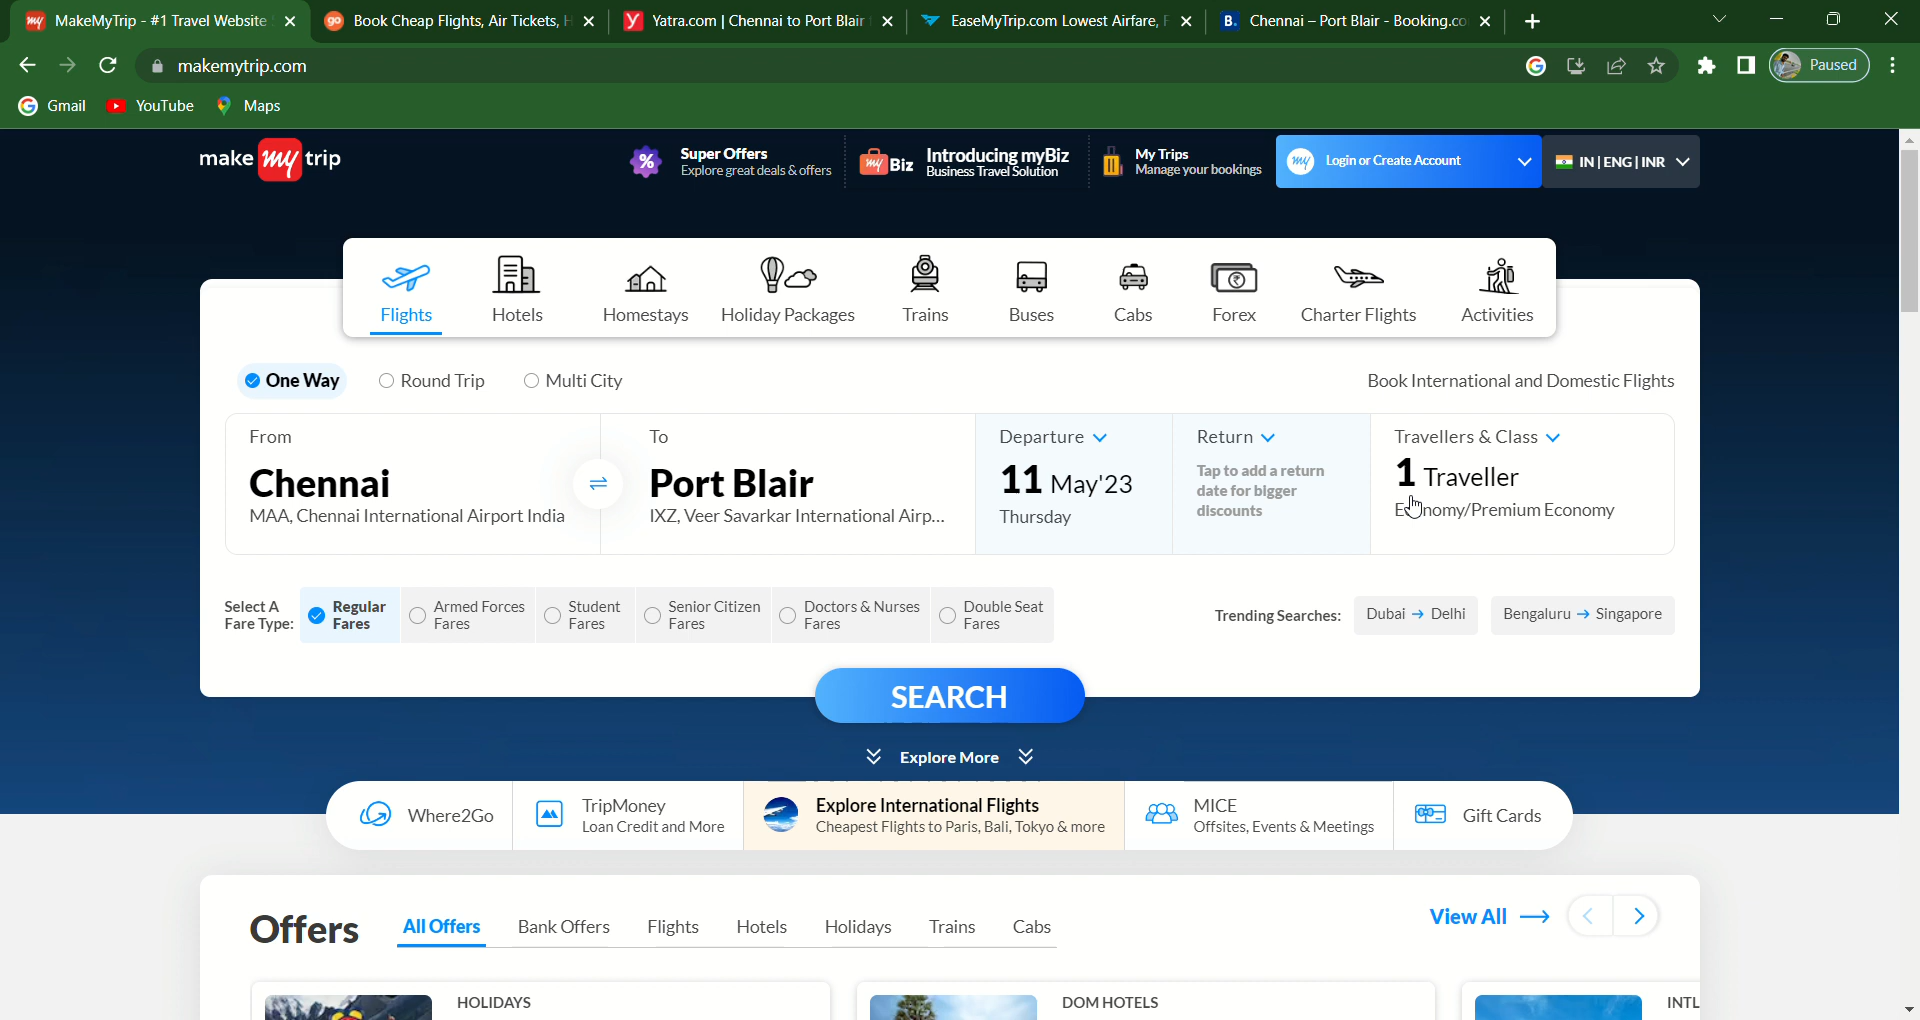 MakeMyTrip - #1 Travel Website
Book Cheap Flights, Air Tickets, H
Yatra.com | Chennai to Port Blair
EaseMyTrip.com Lowest Airfare, F
Chennai – Port Blair - Booking.co
makemytrip.com
Paused
Gmail YouTube Maps
make my trip
Super Offers
Explore great deals & offers
my Biz
Introducing myBiz
Business Travel Solution
My Trips
Manage your bookings
my
Login or Create Account
IN | ENG | INR
Flights Hotels Homestays Holiday Packages Trains Buses Cabs Forex Charter Flights Activities
One Way Round Trip Multi City
Book International and Domestic Flights
From
Chennai
MAA, Chennai International Airport India
To
Port Blair
IXZ, Veer Savarkar International Airp...
Departure
11 May'23
Thursday
Return
Tap to add a return
date for bigger
discounts
Travellers & Class
1 Traveller
Economy/Premium Economy
Select A
Fare Type:
Regular
Fares
Armed Forces
Fares
Student
Fares
Senior Citizen
Fares
Doctors & Nurses
Fares
Double Seat
Fares
Trending Searches:
Dubai → Delhi
Bengaluru → Singapore
SEARCH
Explore More
Where2Go
TripMoney
Loan Credit and More
Explore International Flights
Cheapest Flights to Paris, Bali, Tokyo & more
MICE
Offsites, Events & Meetings
Gift Cards
Offers
All Offers Bank Offers Flights Hotels Holidays Trains Cabs
View All →
HOLIDAYS
DOM HOTELS
INTL